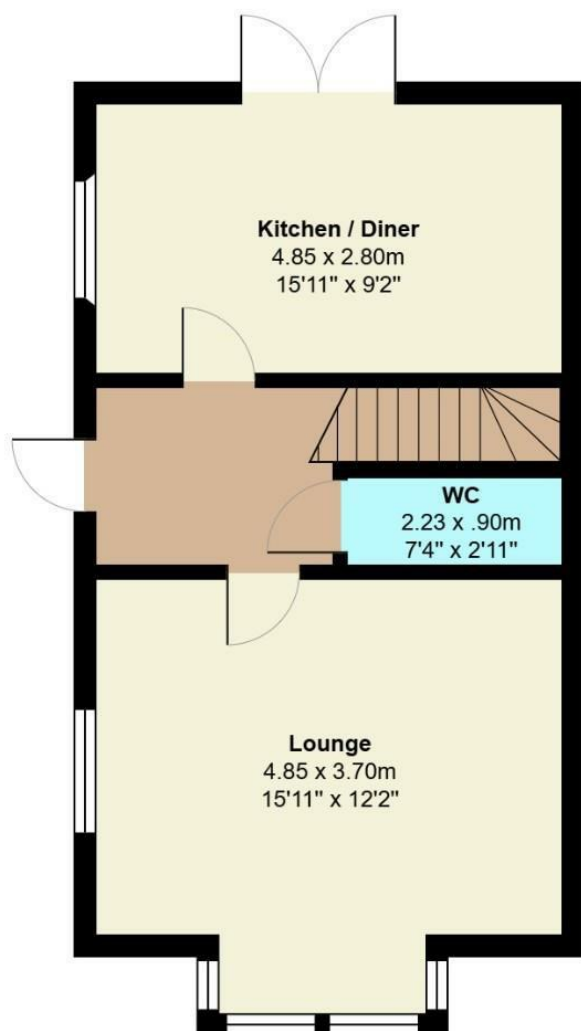 Kitchen / Diner
4.85 x 2.80m
15'11" x 9'2"
WC
2.23 x .90m
7'4" x 2'11"
Lounge
4.85 x 3.70m
15'11" x 12'2"